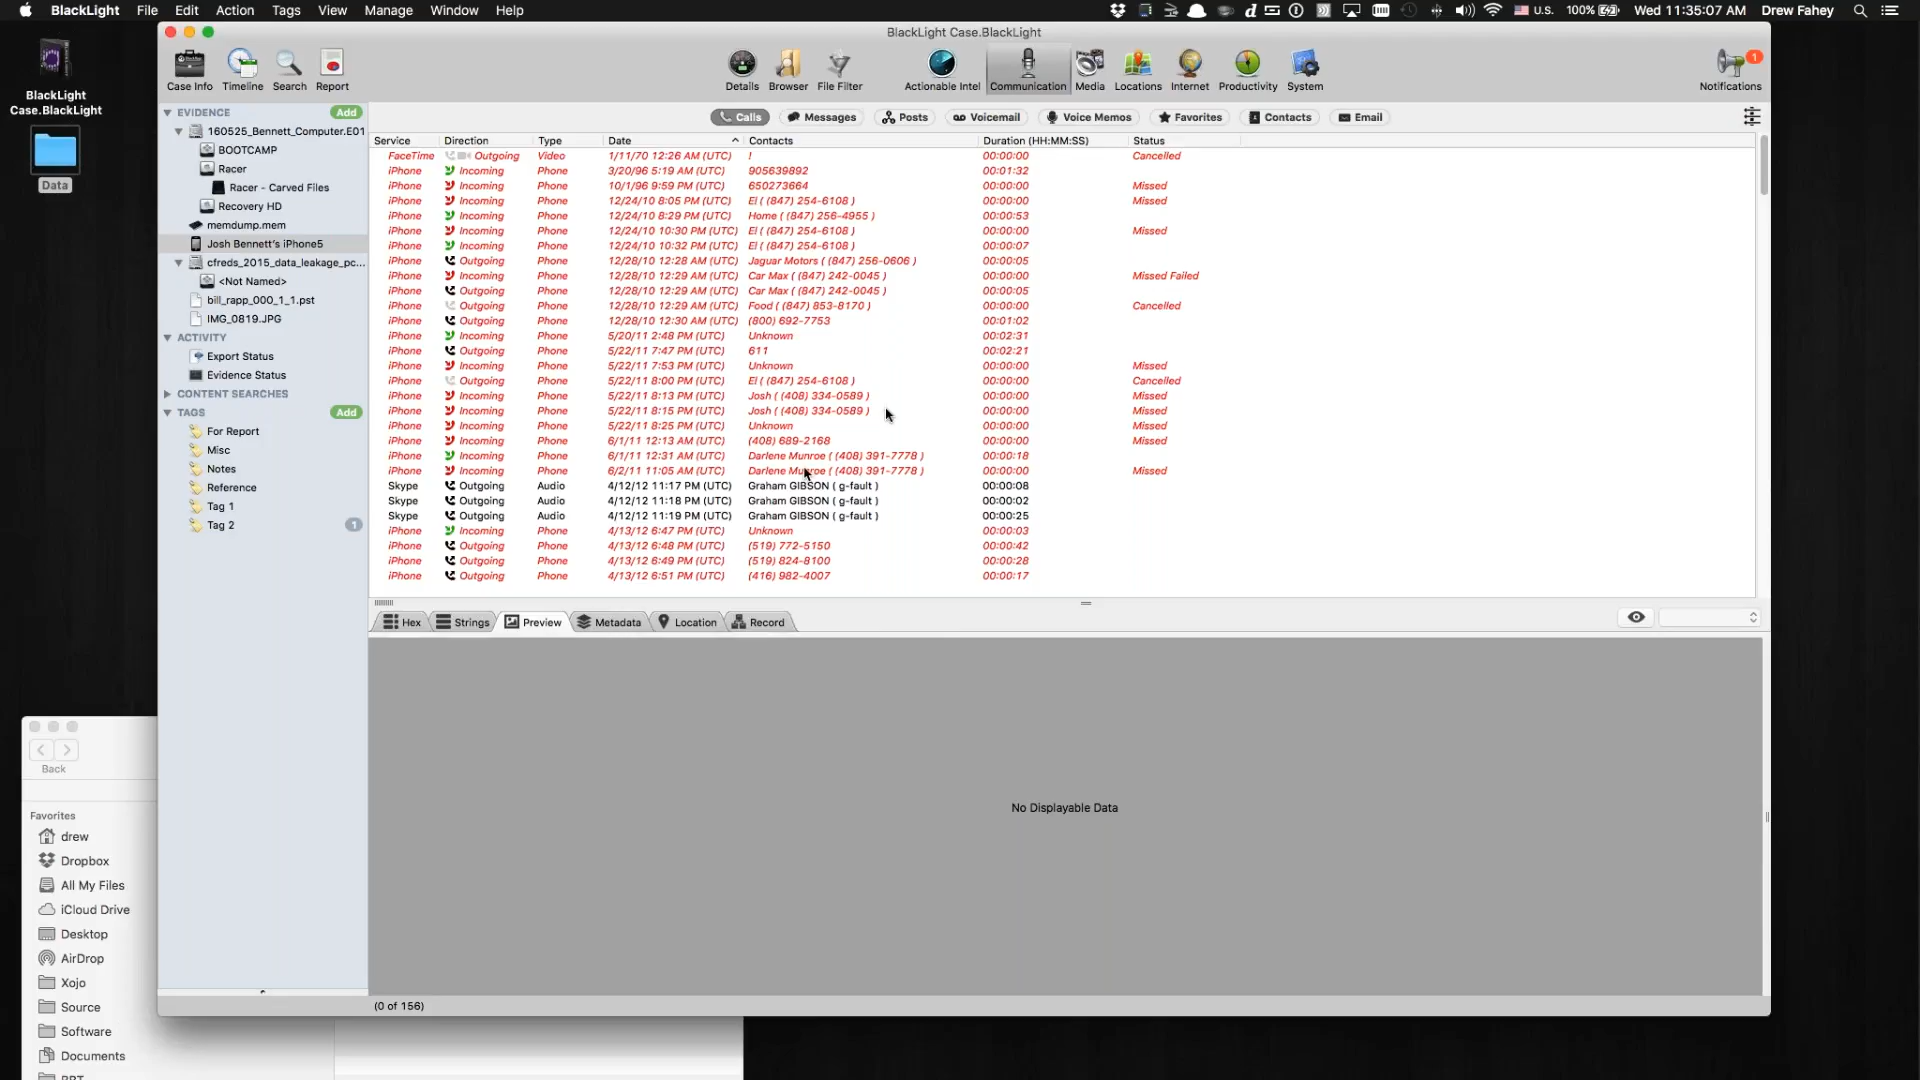 BlackLight File Edit Action Tags View Manage Window Help U.S. 100% Wed 11:35:07 AM Drew Fahey
BlackLight Case.BlackLight
Case Info Timeline Search Report Details Browser File Filter Actionable Intel Communication Media Locations Internet Productivity System Notifications 1
BlackLight
Case.BlackLight
Data
EVIDENCE Add
160525_Bennett_Computer.E01
BOOTCAMP
Racer
Racer - Carved Files
Recovery HD
memdump.mem
Josh Bennett's iPhone5
cfreds_2015_data_leakage_pc...
<Not Named>
bill_rapp_000_1_1.pst
IMG_0819.JPG
ACTIVITY
Export Status
Evidence Status
CONTENT SEARCHES
TAGS Add
For Report
Misc
Notes
Reference
Tag 1
Tag 2 1
Calls Messages Posts Voicemail Voice Memos Favorites Contacts Email
Service Direction Type Date Contacts Duration (HH:MM:SS) Status
FaceTime Outgoing Video 1/11/70 12:26 AM (UTC) ! 00:00:00 Cancelled
iPhone Incoming Phone 3/20/96 5:19 AM (UTC) 905639892 00:01:32
iPhone Incoming Phone 10/1/96 9:59 PM (UTC) 650273664 00:00:00 Missed
iPhone Incoming Phone 12/24/10 8:05 PM (UTC) El ( (847) 254-6108 ) 00:00:00 Missed
iPhone Incoming Phone 12/24/10 8:29 PM (UTC) Home ( (847) 256-4955 ) 00:00:53
iPhone Incoming Phone 12/24/10 10:30 PM (UTC) El ( (847) 254-6108 ) 00:00:00 Missed
iPhone Incoming Phone 12/24/10 10:32 PM (UTC) El ( (847) 254-6108 ) 00:00:07
iPhone Outgoing Phone 12/28/10 12:28 AM (UTC) Jaguar Motors ( (847) 256-0606 ) 00:00:05
iPhone Incoming Phone 12/28/10 12:29 AM (UTC) Car Max ( (847) 242-0045 ) 00:00:00 Missed Failed
iPhone Outgoing Phone 12/28/10 12:29 AM (UTC) Car Max ( (847) 242-0045 ) 00:00:05
iPhone Outgoing Phone 12/28/10 12:29 AM (UTC) Food ( (847) 853-8170 ) 00:00:00 Cancelled
iPhone Outgoing Phone 12/28/10 12:30 AM (UTC) (800) 692-7753 00:01:02
iPhone Incoming Phone 5/20/11 2:48 PM (UTC) Unknown 00:02:31
iPhone Outgoing Phone 5/22/11 7:47 PM (UTC) 611 00:02:21
iPhone Incoming Phone 5/22/11 7:53 PM (UTC) Unknown 00:00:00 Missed
iPhone Outgoing Phone 5/22/11 8:00 PM (UTC) El ( (847) 254-6108 ) 00:00:00 Cancelled
iPhone Incoming Phone 5/22/11 8:13 PM (UTC) Josh ( (408) 334-0589 ) 00:00:00 Missed
iPhone Incoming Phone 5/22/11 8:15 PM (UTC) Josh ( (408) 334-0589 ) 00:00:00 Missed
iPhone Incoming Phone 5/22/11 8:25 PM (UTC) Unknown 00:00:00 Missed
iPhone Incoming Phone 6/1/11 12:13 AM (UTC) (408) 689-2168 00:00:00 Missed
iPhone Incoming Phone 6/1/11 12:31 AM (UTC) Darlene Munroe ( (408) 391-7778 ) 00:00:18
iPhone Incoming Phone 6/2/11 11:05 AM (UTC) Darlene Munroe ( (408) 391-7778 ) 00:00:00 Missed
Skype Outgoing Audio 4/12/12 11:17 PM (UTC) Graham GIBSON ( g-fault ) 00:00:08
Skype Outgoing Audio 4/12/12 11:18 PM (UTC) Graham GIBSON ( g-fault ) 00:00:02
Skype Outgoing Audio 4/12/12 11:19 PM (UTC) Graham GIBSON ( g-fault ) 00:00:25
iPhone Incoming Phone 4/13/12 6:47 PM (UTC) Unknown 00:00:03
iPhone Outgoing Phone 4/13/12 6:48 PM (UTC) (519) 772-5150 00:00:42
iPhone Outgoing Phone 4/13/12 6:49 PM (UTC) (519) 824-8100 00:00:28
iPhone Outgoing Phone 4/13/12 6:51 PM (UTC) (416) 982-4007 00:00:17
Hex Strings Preview Metadata Location Record
No Displayable Data
(0 of 156)
Back
Favorites
drew
Dropbox
All My Files
iCloud Drive
Desktop
AirDrop
Xojo
Source
Software
Documents